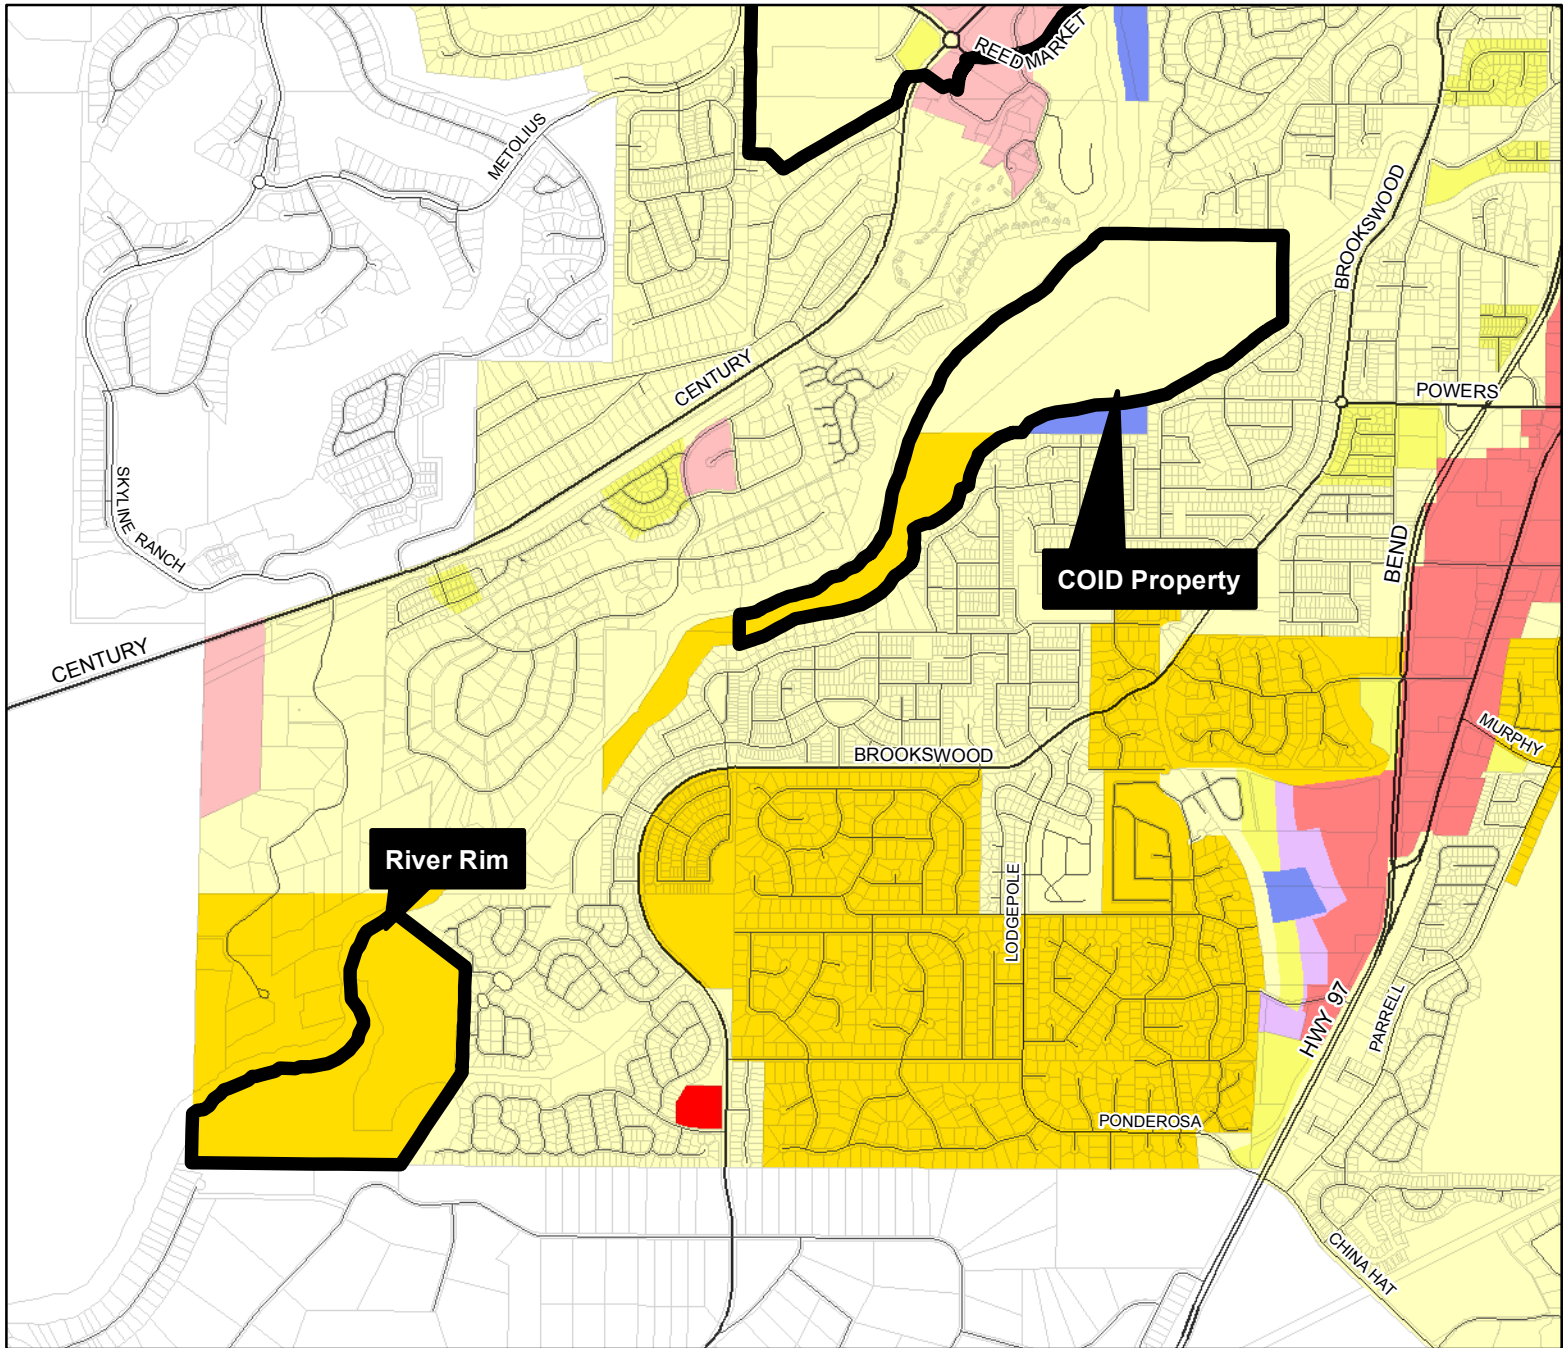 REED MARKET
METOLIUS
BROOKSWOOD
CENTURY
POWERS
SKYLINE RANCH
BEND
COID Property
CENTURY
MURPHY
BROOKSWOOD
River Rim
LODGEPOLE
HWY 97
PARRELL
PONDEROSA
CHINA HAT